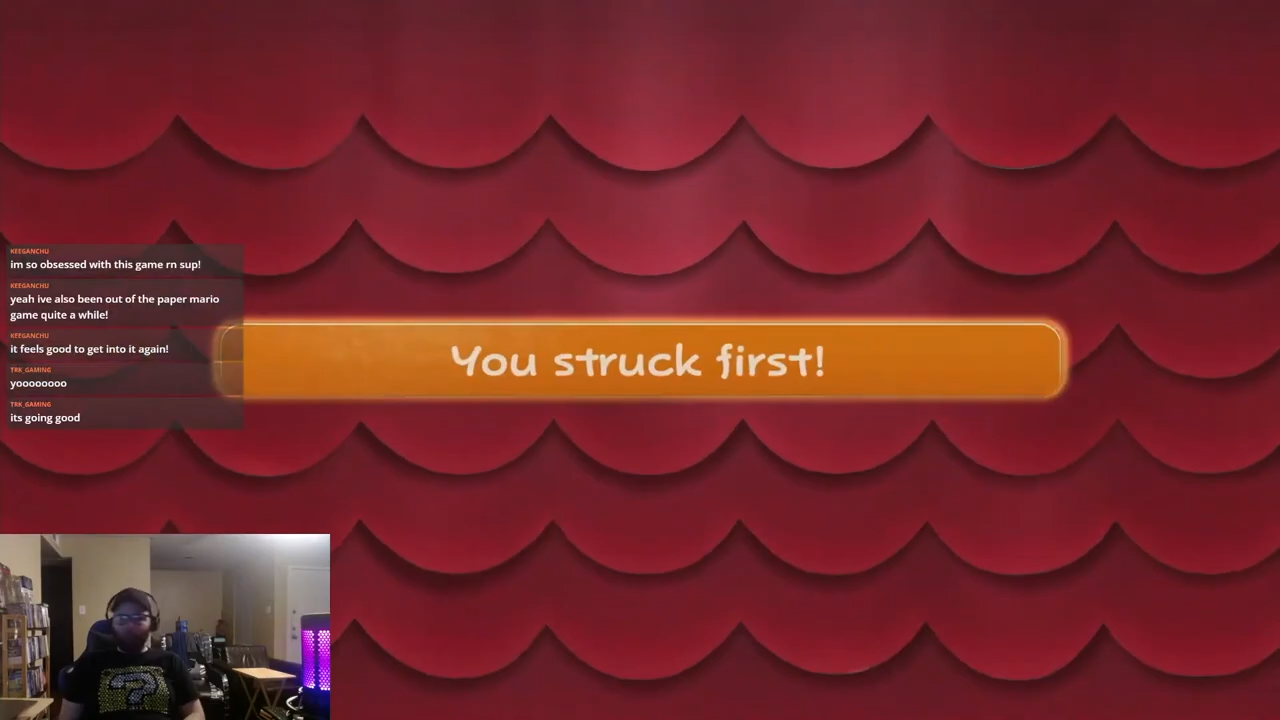 KEEGANCHU
im so obsessed with this game rn sup!
KEEGANCHU
yeah ive also been out of the paper mario
game quite a while!
KEEGANCHU
it feels good to get into it again!
TRK_GAMING
yoooooooo
TRK_GAMING
its going good
You struck first!
?